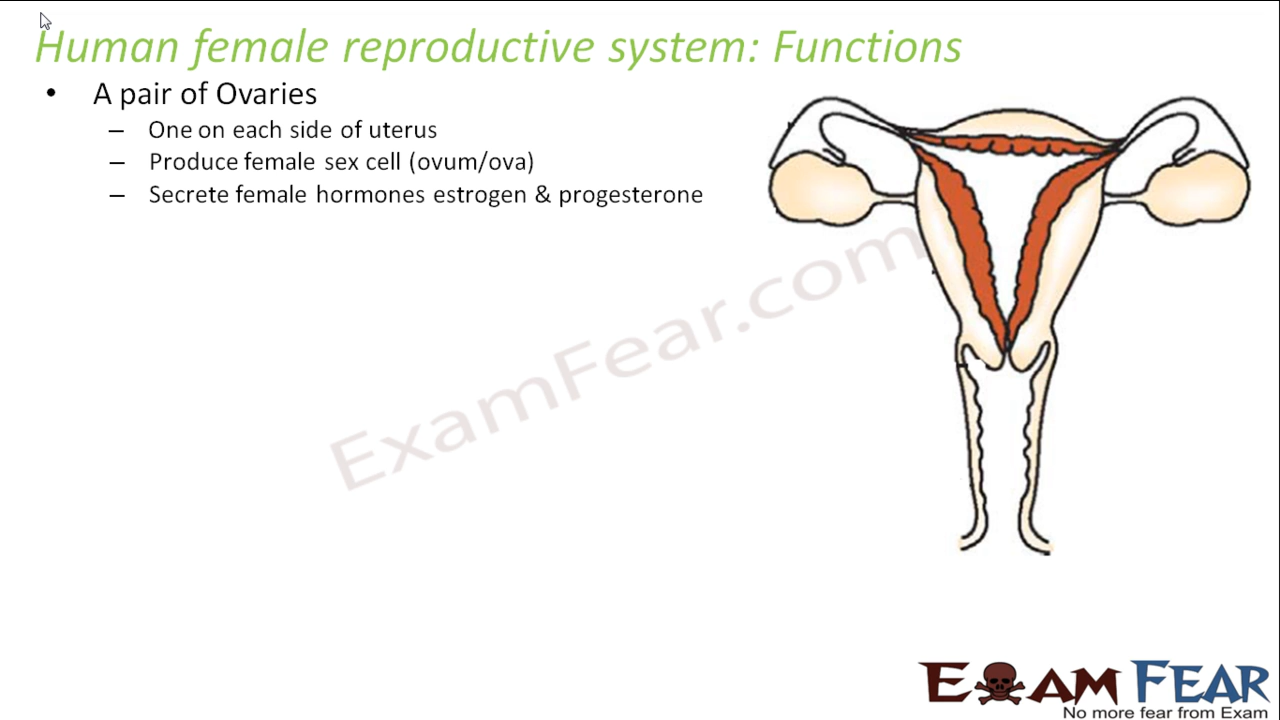 Human female reproductive system: Functions
• A pair of Ovaries
– One on each side of uterus
– Produce female sex cell (ovum/ova)
– Secrete female hormones estrogen & progesterone
ExamFear.com
EXAM FEAR
No more fear from Exam